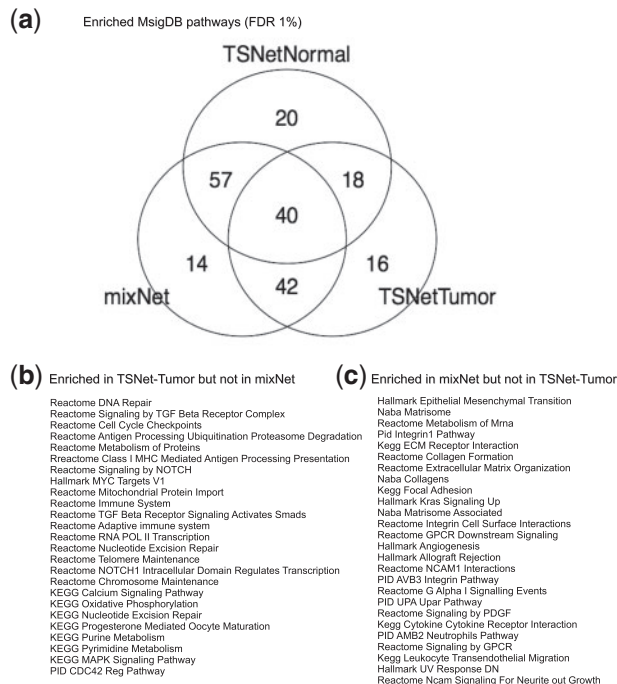 (a) Enriched MsigDB pathways (FDR 1%)
TSNetNormal
20
57
18
40
14
16
42
mixNet
TSNetTumor
(b) Enriched in TSNet-Tumor but not in mixNet
Reactome DNA Repair
Reactome Signaling by TGF Beta Receptor Complex
Reactome Cell Cycle Checkpoints
Reactome Antigen Processing Ubiquitination Proteasome Degradation
Reactome Metabolism of Proteins
Rreactome Class I MHC Mediated Antigen Processing Presentation
Reactome Signaling by NOTCH
Hallmark MYC Targets V1
Reactome Mitochondrial Protein Import
Reactome Immune System
Reactome TGF Beta Receptor Signaling Activates Smads
Reactome Adaptive immune system
Reactome RNA POL II Transcription
Reactome Nucleotide Excision Repair
Reactome Telomere Maintenance
Reactome NOTCH1 Intracellular Domain Regulates Transcription
Reactome Chromosome Maintenance
KEGG Calcium Signaling Pathway
KEGG Oxidative Phosphorylation
KEGG Nucleotide Excision Repair
KEGG Progesterone Mediated Oocyte Maturation
KEGG Purine Metabolism
KEGG Pyrimidine Metabolism
KEGG MAPK Signaling Pathway
PID CDC42 Reg Pathway
(c) Enriched in mixNet but not in TSNet-Tumor
Hallmark Epithelial Mesenchymal Transition
Naba Matrisome
Reactome Metabolism of Mrna
Pid Integrin1 Pathway
Kegg ECM Receptor Interaction
Reactome Collagen Formation
Reactome Extracellular Matrix Organization
Naba Collagens
Kegg Focal Adhesion
Hallmark Kras Signaling Up
Naba Matrisome Associated
Reactome Integrin Cell Surface Interactions
Reactome GPCR Downstream Signaling
Hallmark Angiogenesis
Hallmark Allograft Rejection
Reactome NCAM1 Interactions
PID AVB3 Integrin Pathway
Reactome G Alpha I Signalling Events
PID UPA Upar Pathway
Reactome Signaling by PDGF
Kegg Cytokine Cytokine Receptor Interaction
PID AMB2 Neutrophils Pathway
Reactome Signaling by GPCR
Kegg Leukocyte Transendothelial Migration
Hallmark UV Response DN
Reactome Ncam Signaling For Neurite out Growth